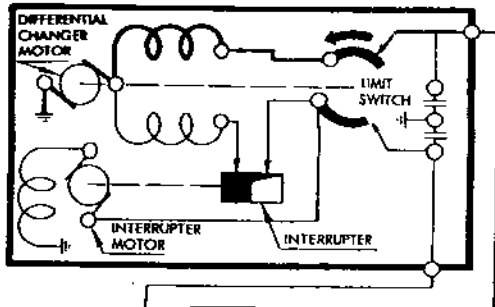 DIFFERENTIAL
CHANGER
MOTOR
LIMIT
SWITCH
INTERRUPTER
MOTOR
INTERRUPTER